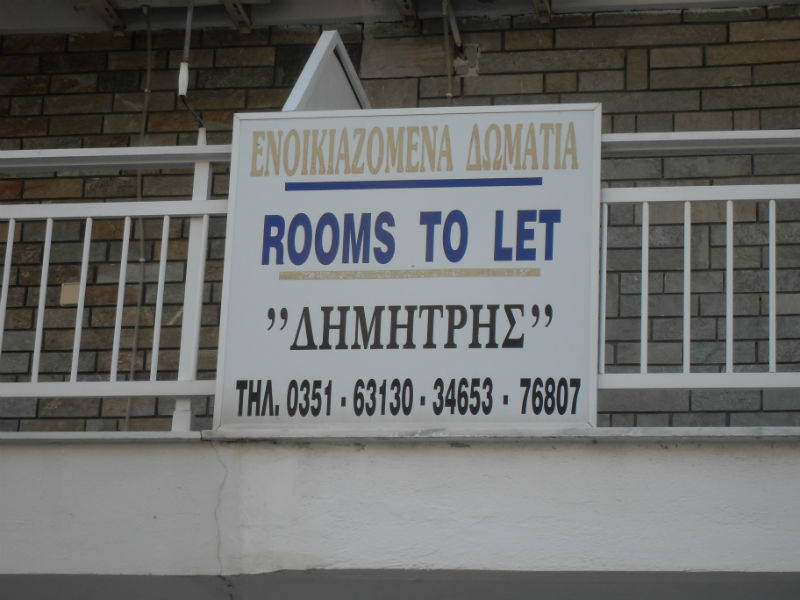 ΕΝΟΙΚΙΑΖΟΜΕΝΑ ΔΩΜΑΤΙΑ
ROOMS TO LET
,,ΔΗΜΗΤΡΗΣ,,
ΤΗΛ. 0351 - 63130 - 34653 - 76807